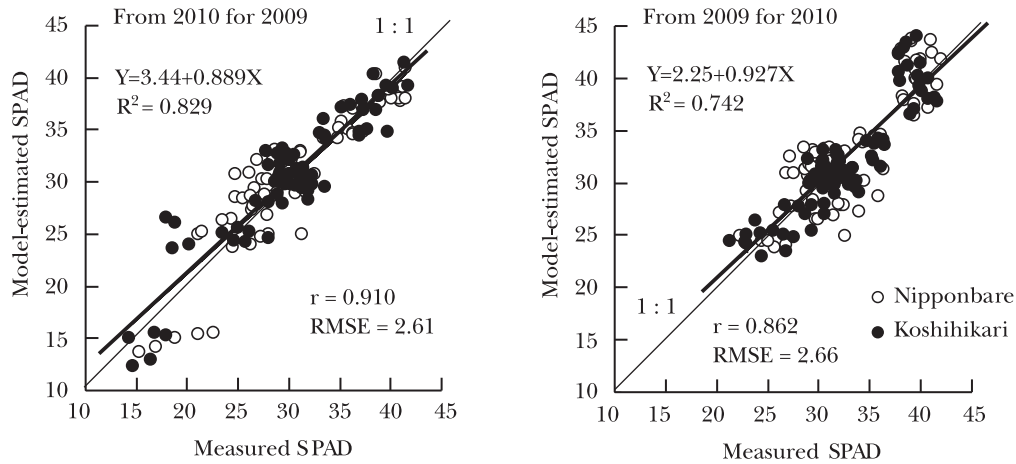 From 2010 for 2009
1 : 1
Y=3.44+0.889X
R² = 0.829
r = 0.910
RMSE = 2.61
Model-estimated SPAD
45
40
35
30
25
20
15
10
10 15 20 25 30 35 40 45
Measured SPAD
From 2009 for 2010
Y=2.25+0.927X
R² = 0.742
1 : 1
r = 0.862
RMSE = 2.66
Nipponbare
Koshihikari
Model-estimated SPAD
45
40
35
30
25
20
15
10
10 15 20 25 30 35 40 45
Measured SPAD